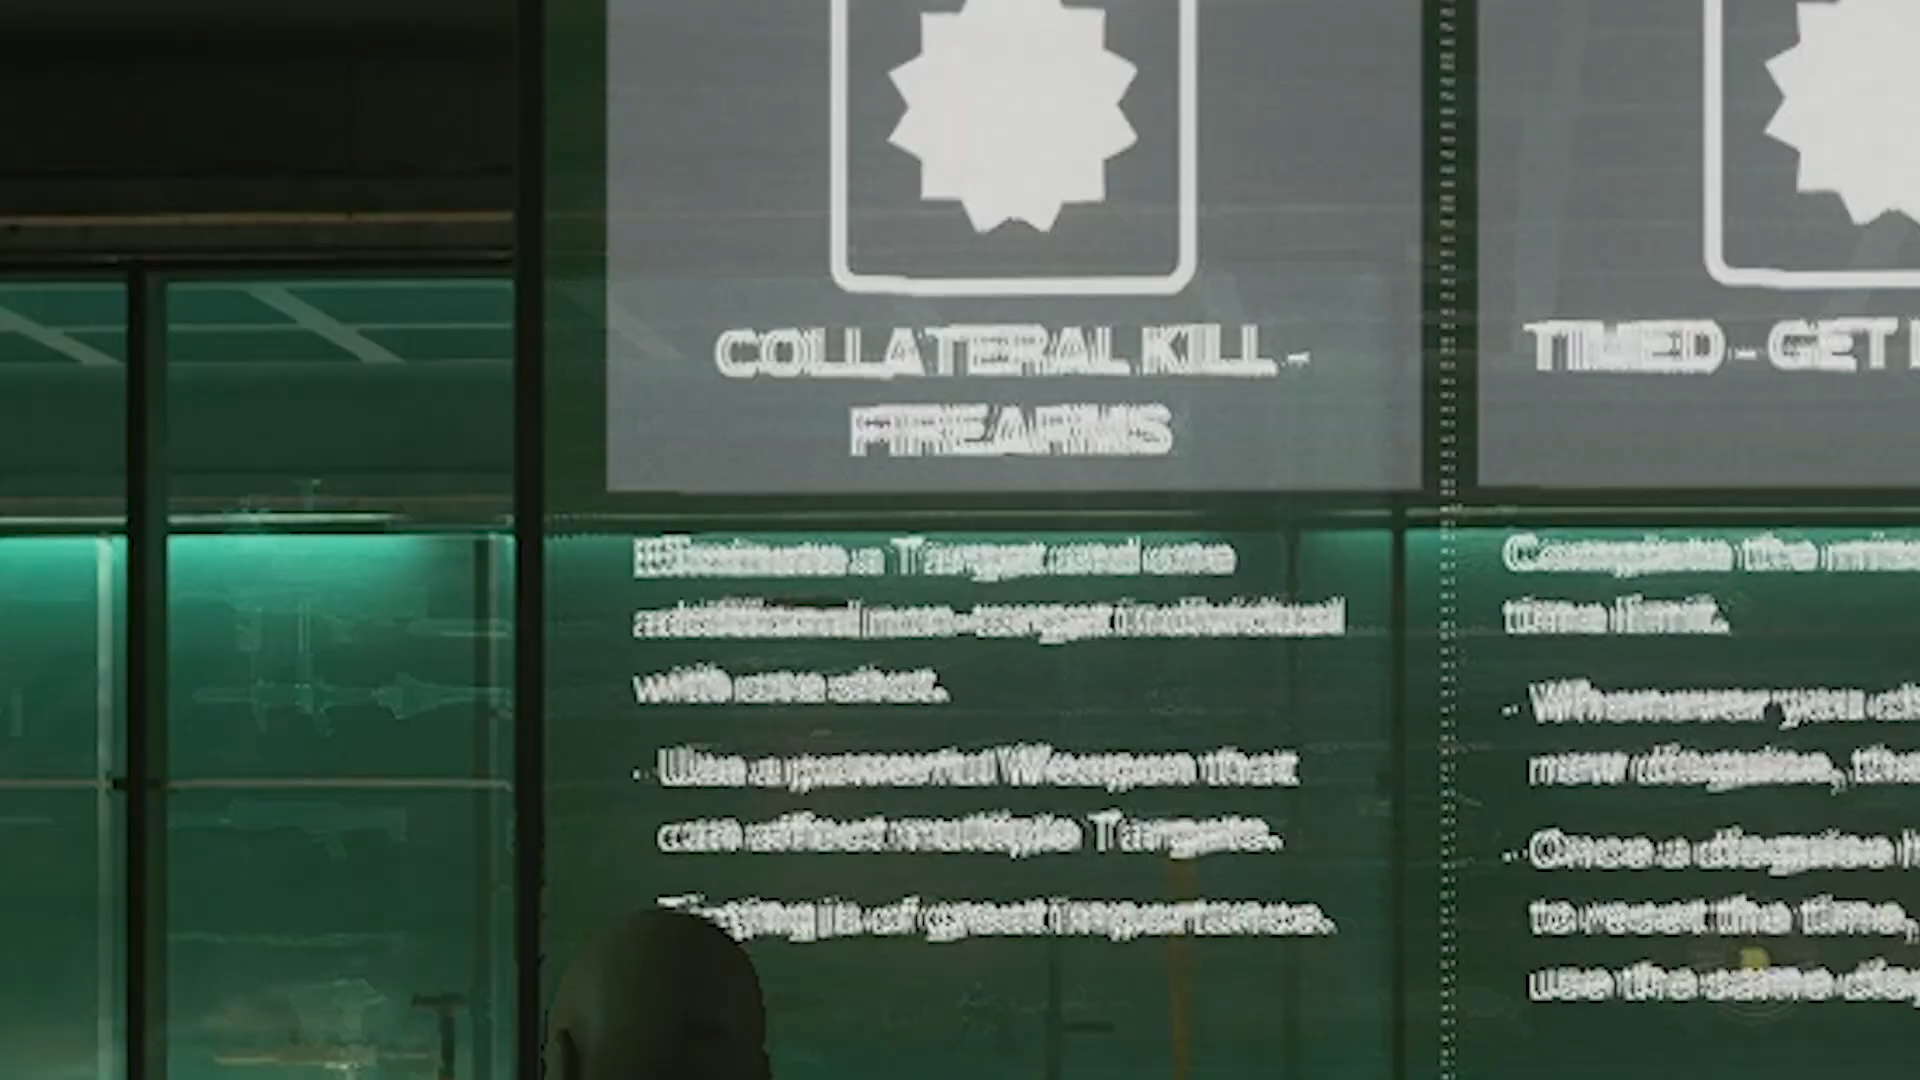 COLLATERAL KILL -
FIREARMS
Eliminate a Target and one
additional non-target individual
with one shot.
- Use a powerful Weapon that
can affect multiple Targets.
Timing is of great importance.
TIMED - GET
Complete the
time limit.
- Whenever you
new disguise,
- Once a disguise
to reset the time,
use the same